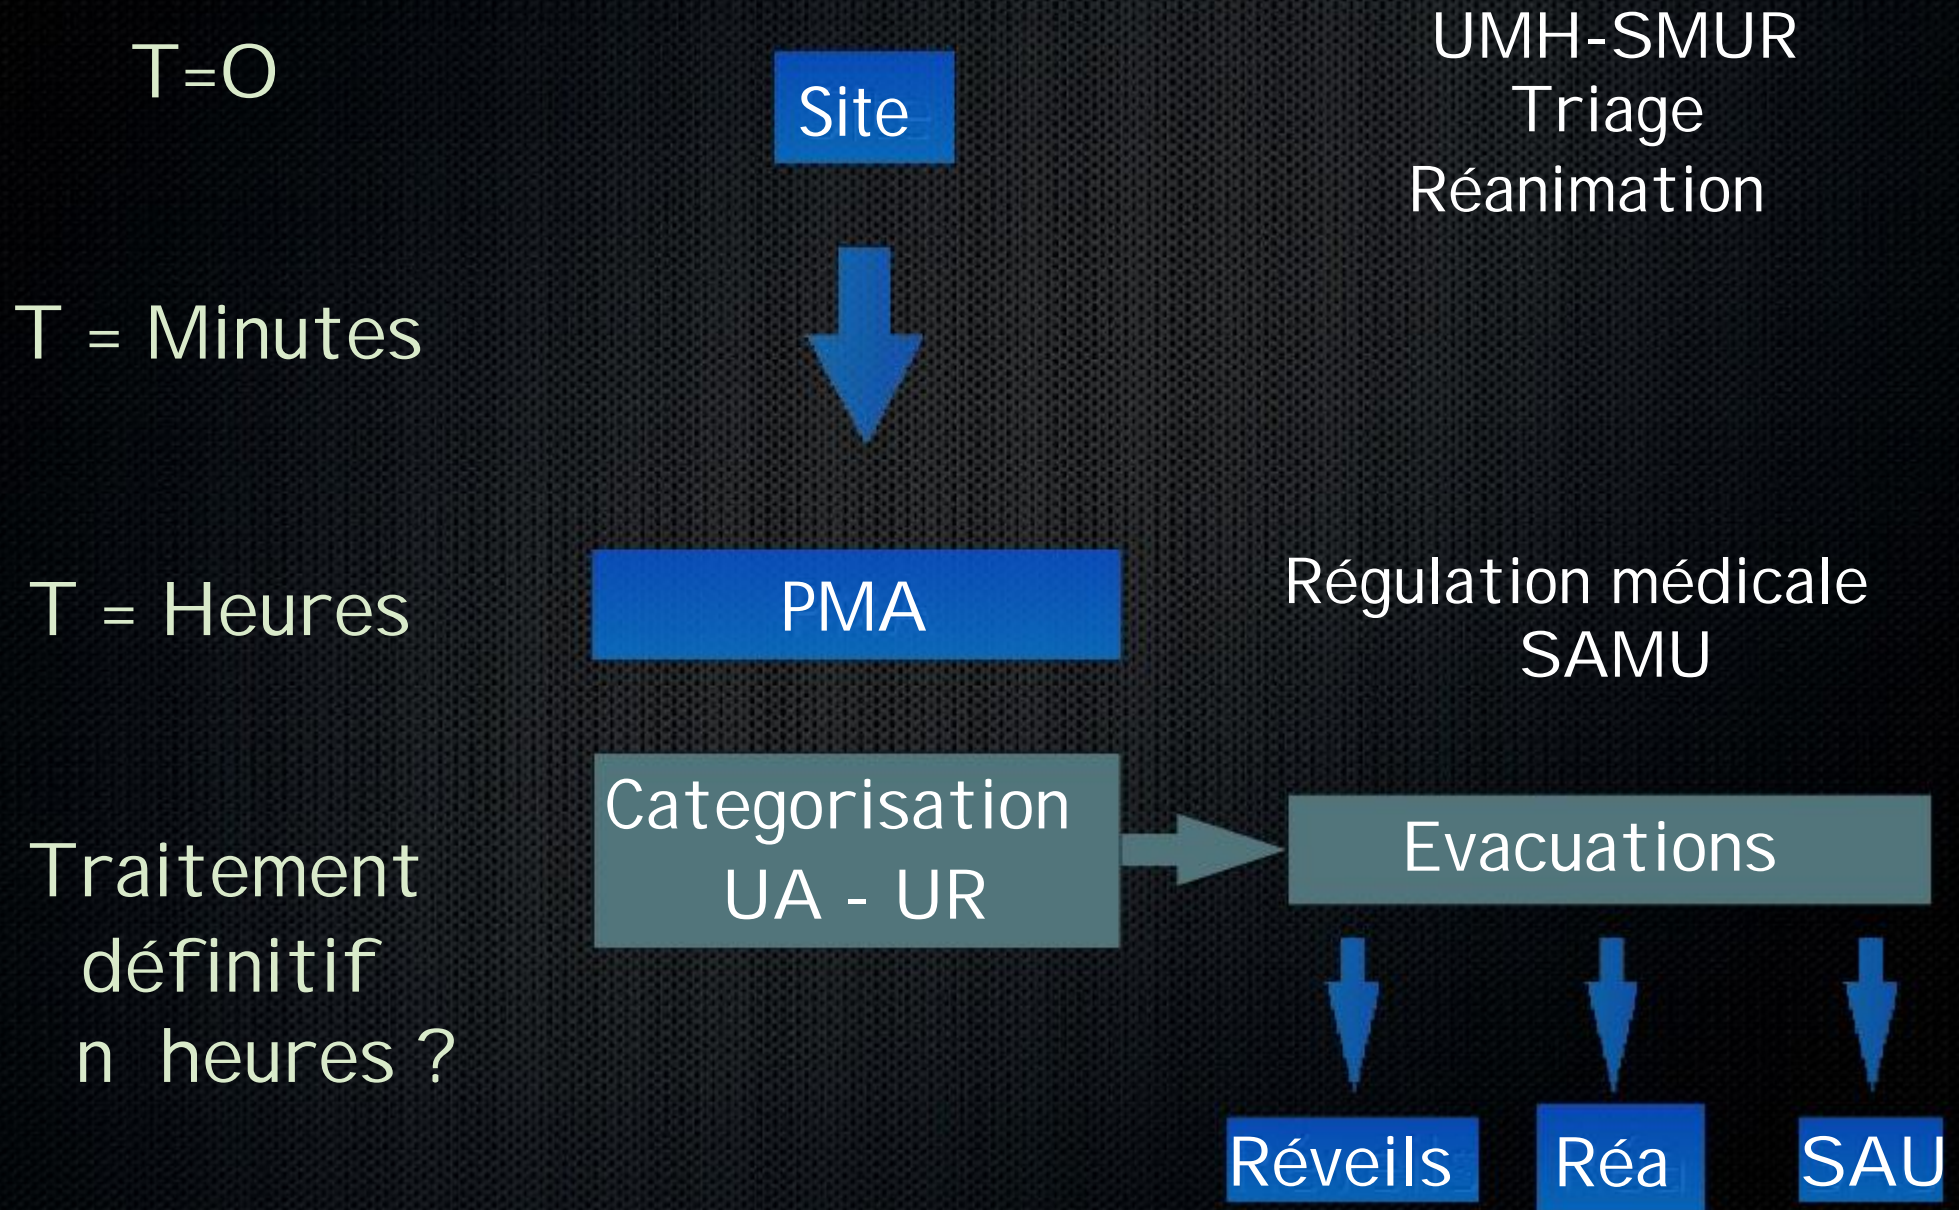 T=O
Site
UMH-SMUR
Triage
Réanimation
T = Minutes
T = Heures
PMA
Régulation médicale
SAMU
Categorisation
UA - UR
Evacuations
Traitement
définitif
n heures ?
Réveils
Réa
SAU